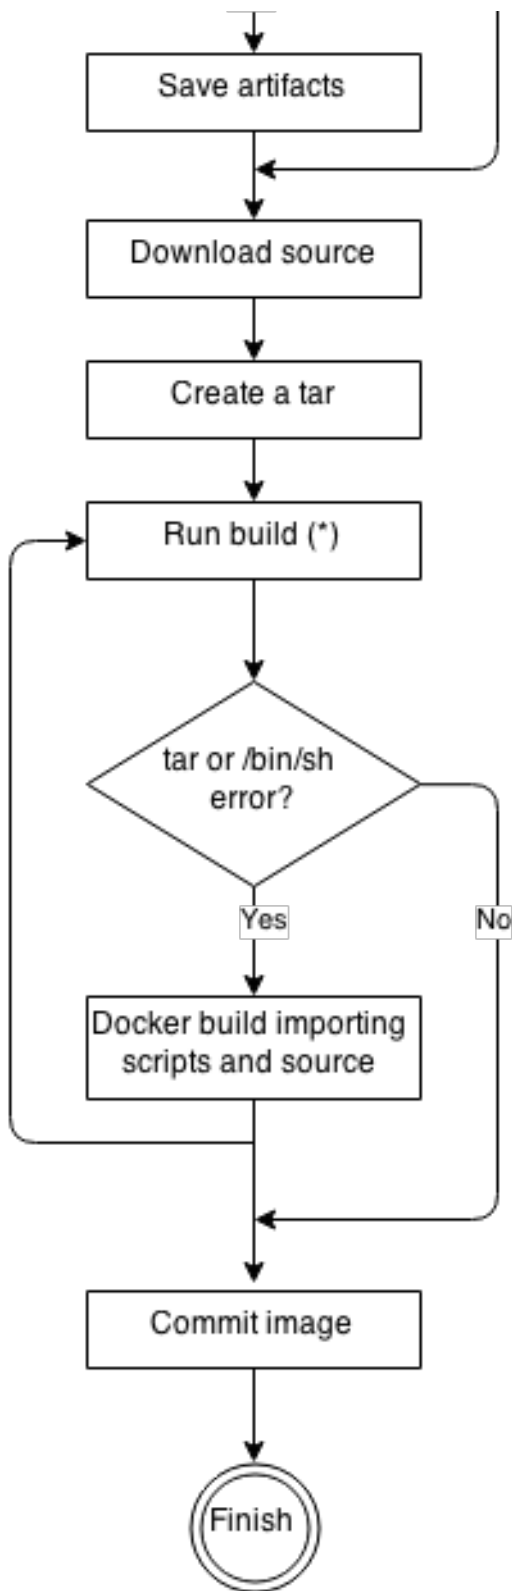 Save artifacts
Download source
Create a tar
Run build (*)
tar or /bin/sh
error?
Yes
No
Docker build importing
scripts and source
Commit image
Finish